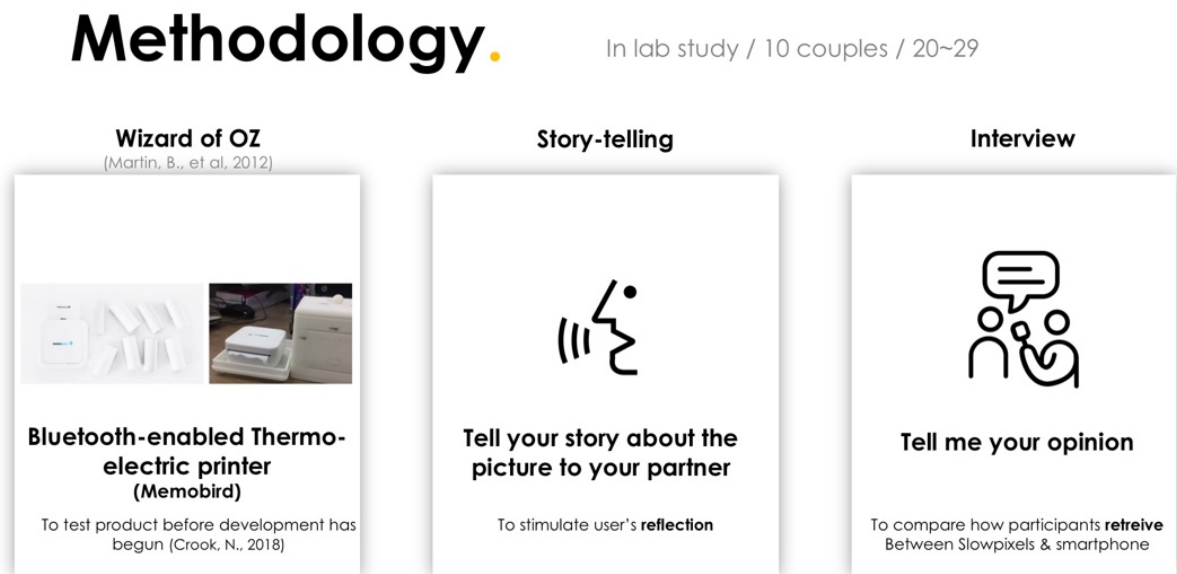 Methodology.
In lab study / 10 couples / 20~29
Wizard of OZ
(Martin, B., et al, 2012)
Bluetooth-enabled Thermo-
electric printer
(Memobird)
To test product before development has
begun (Crook, N., 2018)
Story-telling
Tell your story about the
picture to your partner
To stimulate user's reflection
Interview
Tell me your opinion
To compare how participants retreive
Between Slowpixels & smartphone